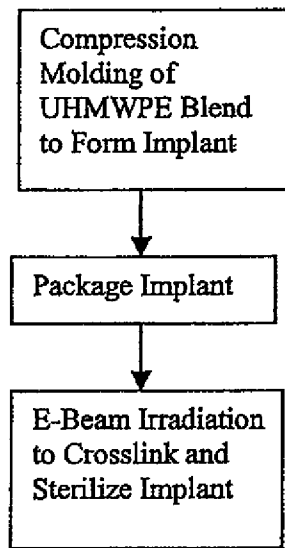 Compression
Molding of
UHMWPE Blend
to Form Implant
Package Implant
E-Beam Irradiation
to Crosslink and
Sterilize Implant